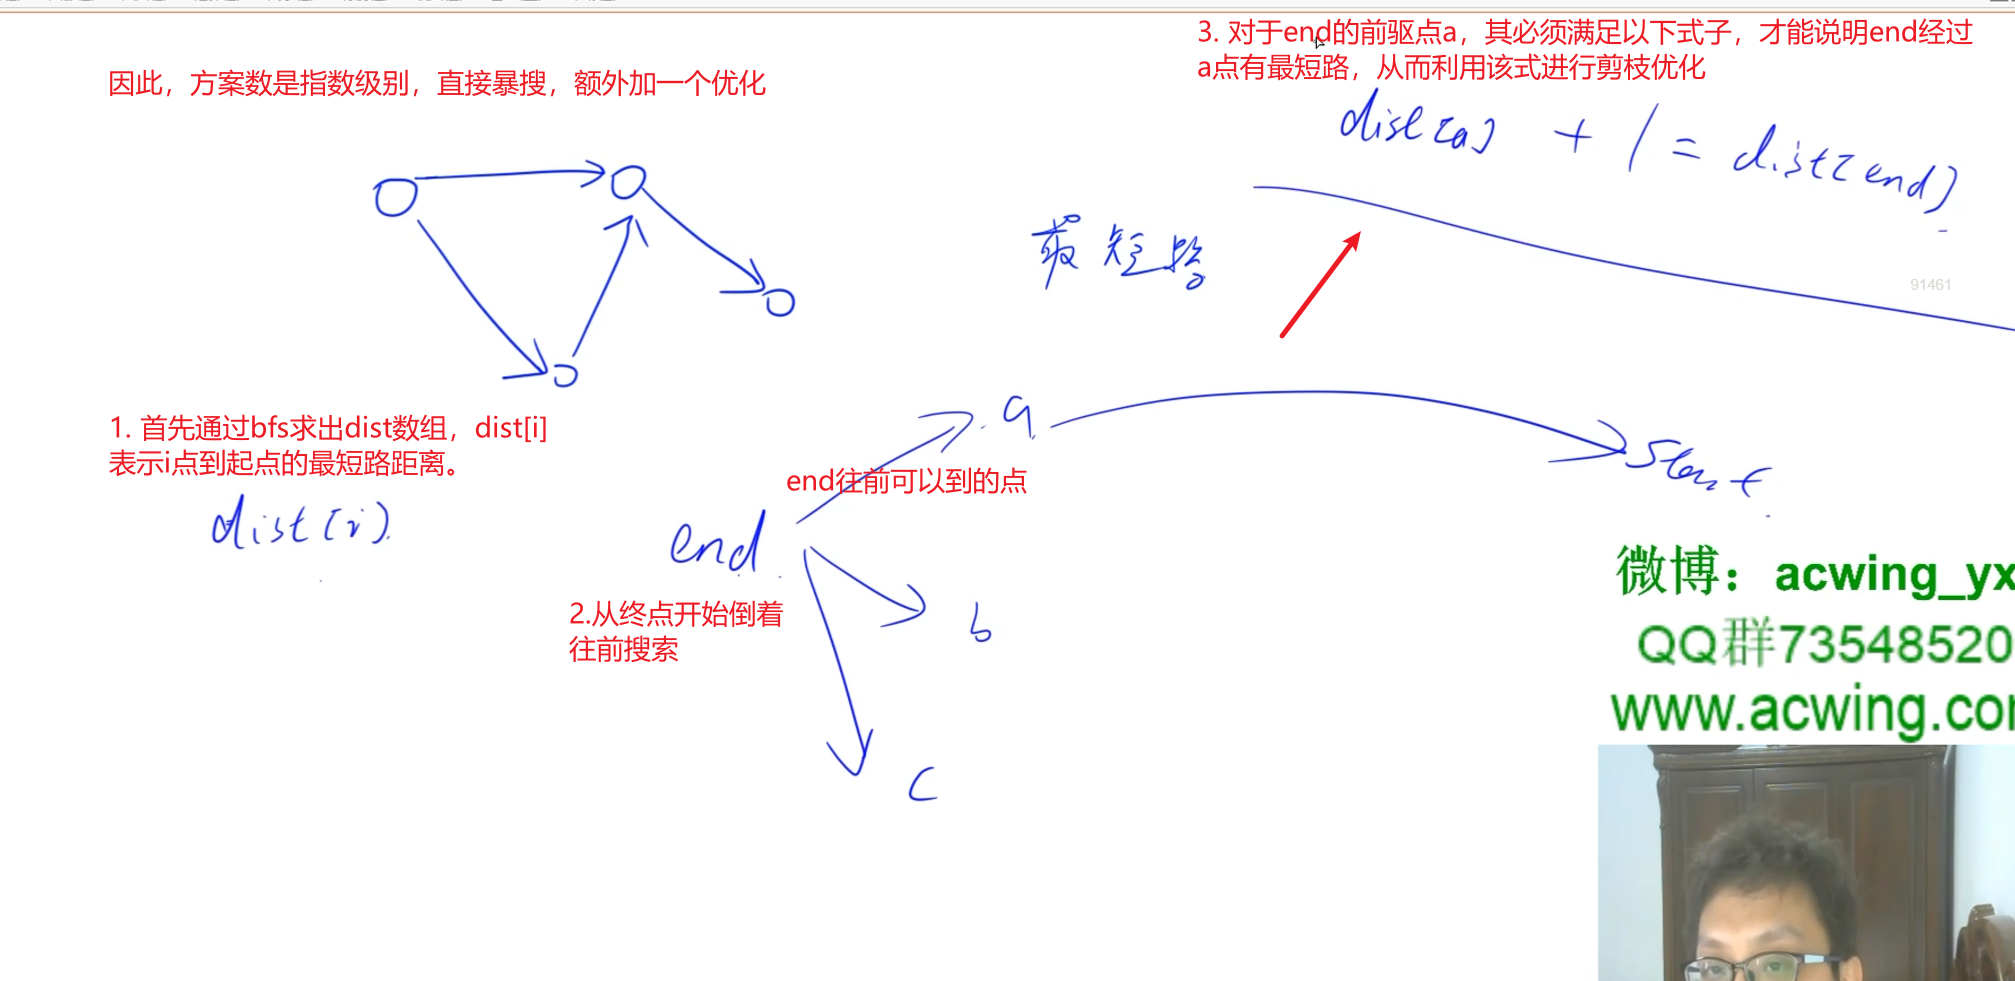 3. 对于end的前驱点a，其必须满足以下式子，才能说明end经过
a点有最短路，从而利用该式进行剪枝优化
因此，方案数是指数级别，直接暴搜，额外加一个优化
dist[a] + 1 = dist[end]
最短路
91461
a
start
1. 首先通过bfs求出dist数组，dist[i]
表示i点到起点的最短路距离。
end往前可以到的点
dist[i]
end
2.从终点开始倒着
往前搜索
b
c
微博：acwing_yx
QQ群73548520
www.acwing.co